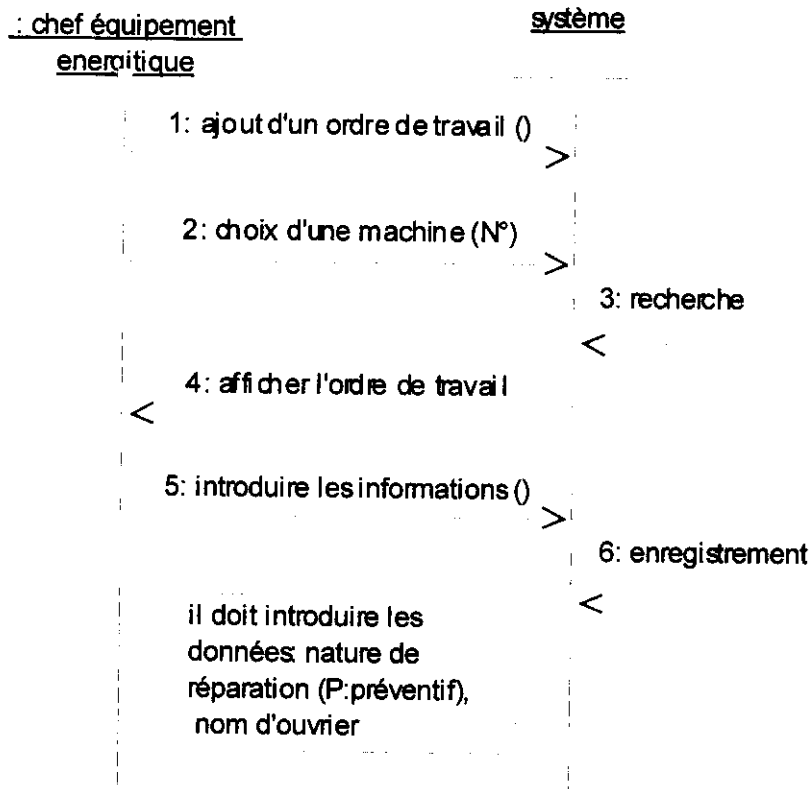 : chef équipement
energitique
système
1: ajout d'un ordre de travail ()
2: choix d'une machine (N°)
3: recherche
4: afficher l'ordre de travail
5: introduire les informations ()
6: enregistrement
il doit introduire les
données: nature de
réparation (P:préventif),
nom d'ouvrier